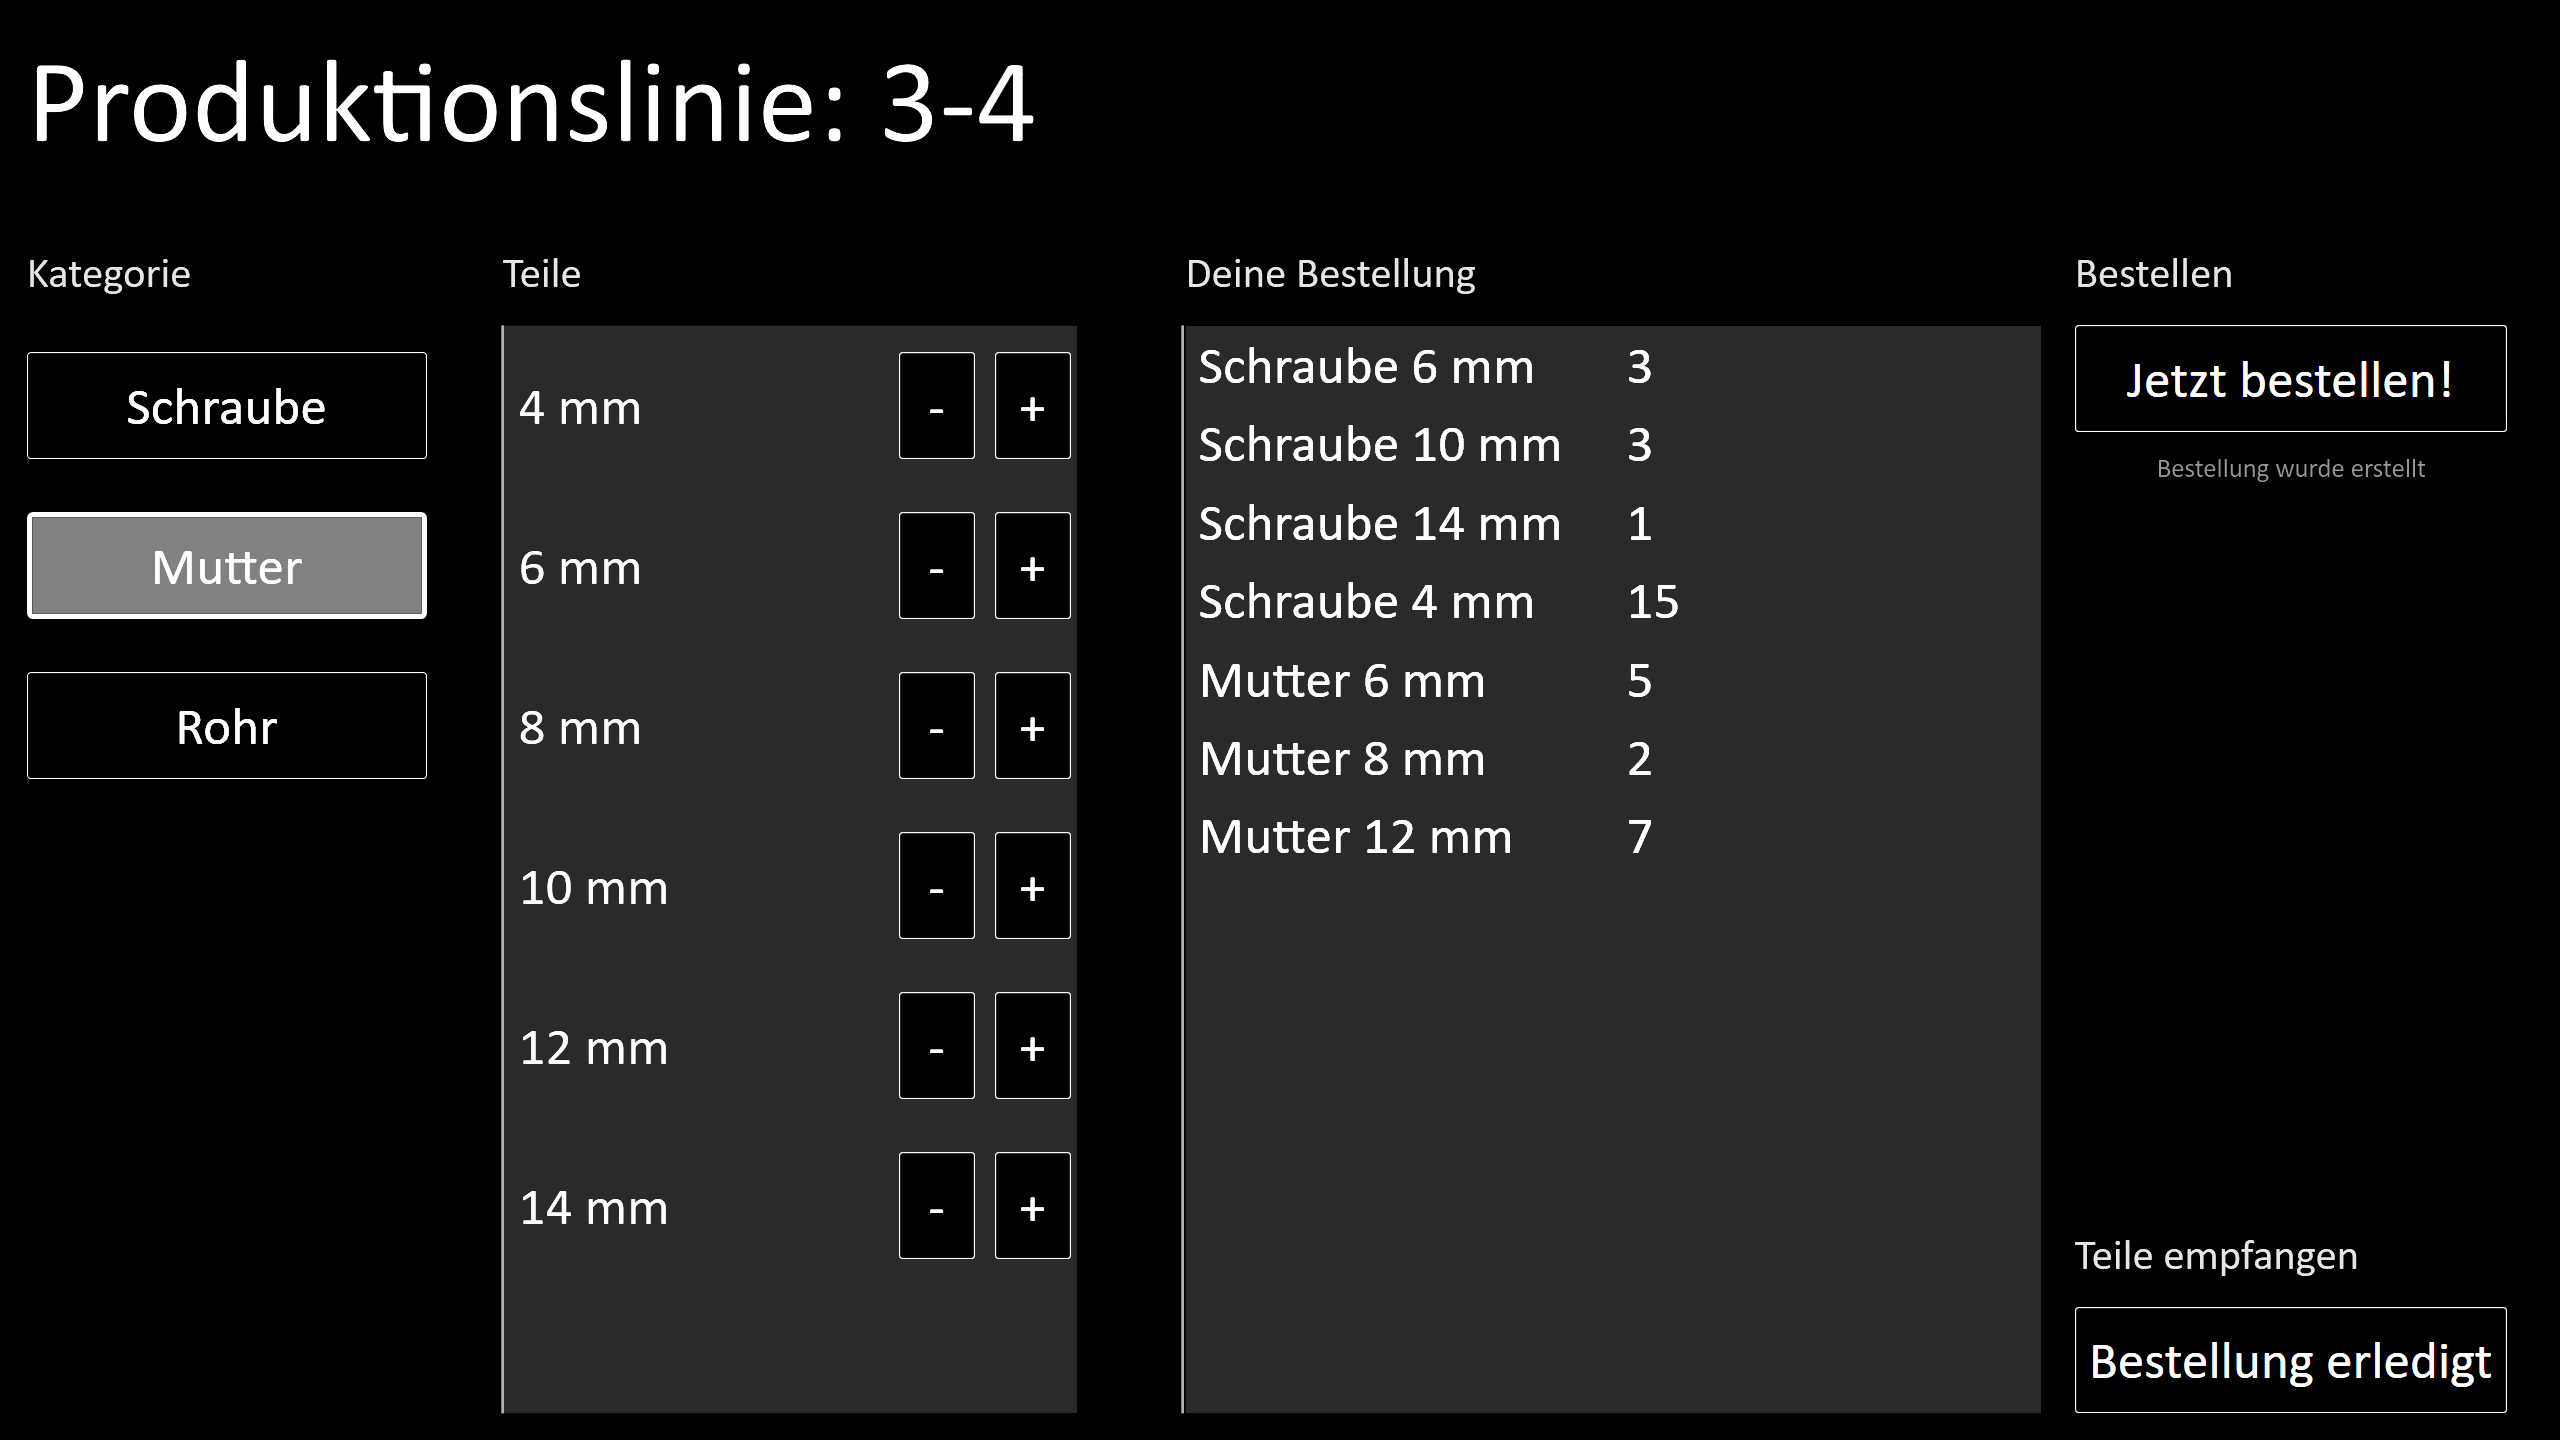 Produktionslinie: 3-4
Kategorie
Schraube
Mutter
Rohr
Teile
4 mm - +
6 mm - +
8 mm - +
10 mm - +
12 mm - +
14 mm - +
Deine Bestellung
Schraube 6 mm 3
Schraube 10 mm 3
Schraube 14 mm 1
Schraube 4 mm 15
Mutter 6 mm 5
Mutter 8 mm 2
Mutter 12 mm 7
Bestellen
Jetzt bestellen!
Bestellung wurde erstellt
Teile empfangen
Bestellung erledigt